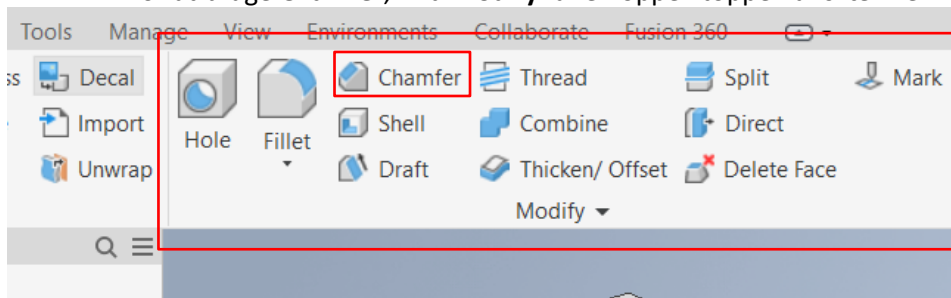 Tools Manage View Environments Collaborate Fusion 360
Decal Chamfer Thread Split Mark
Import Shell Combine Direct
Hole Fillet
Unwrap Draft Thicken/ Offset Delete Face
Modify